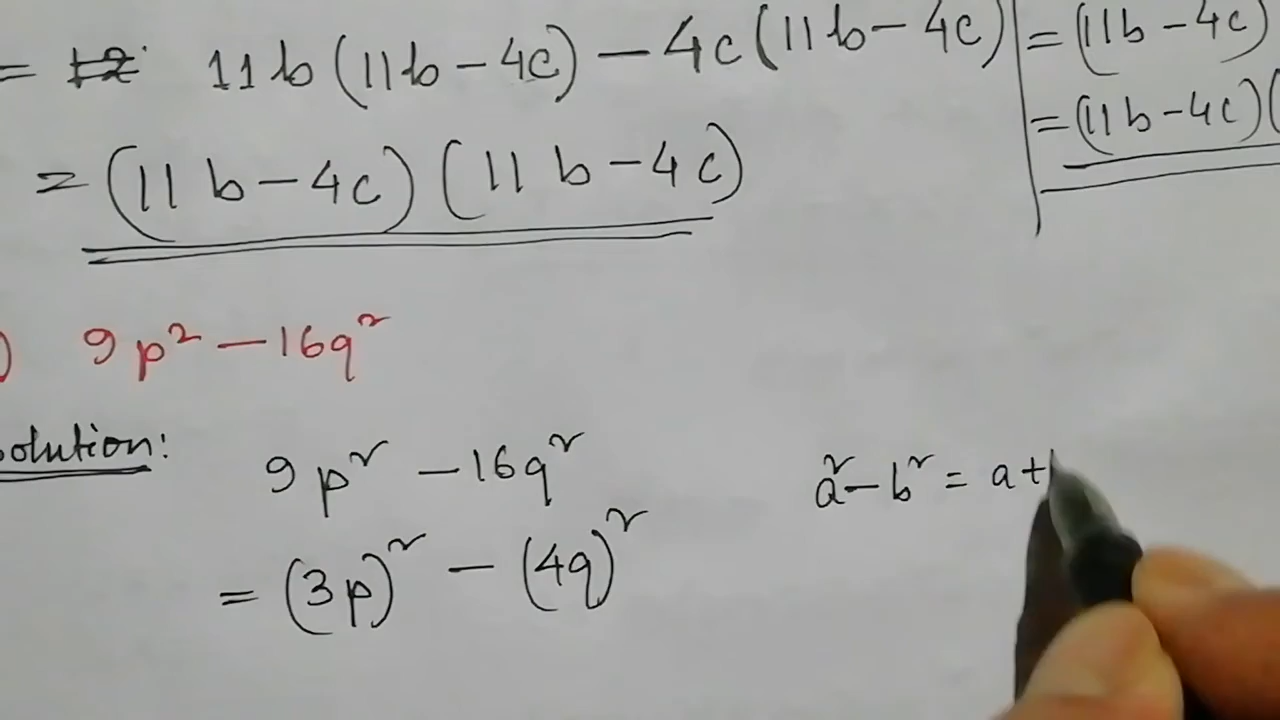 = 11b(11b-4c)-4c(11b-4c)
= (11b-4c)(11b-4c)
= (11b-4c)
= (11b-4c)(
) 9p²-16q²
olution:
9p²-16q²
= (3p)²-(4q)²
a²-b² = a+